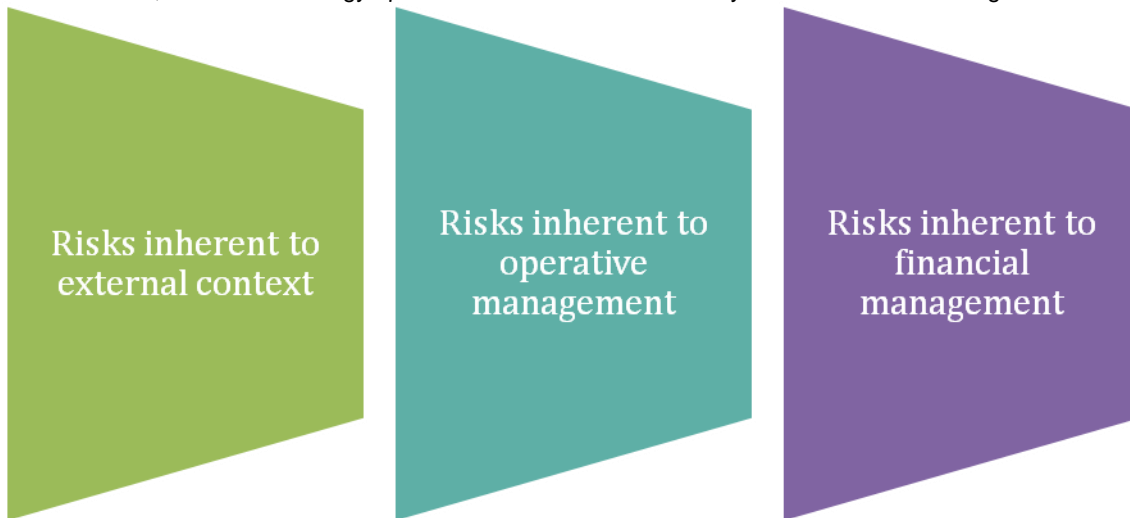 Risks inherent to
external context
Risks inherent to
operative
management
Risks inherent to
financial
management